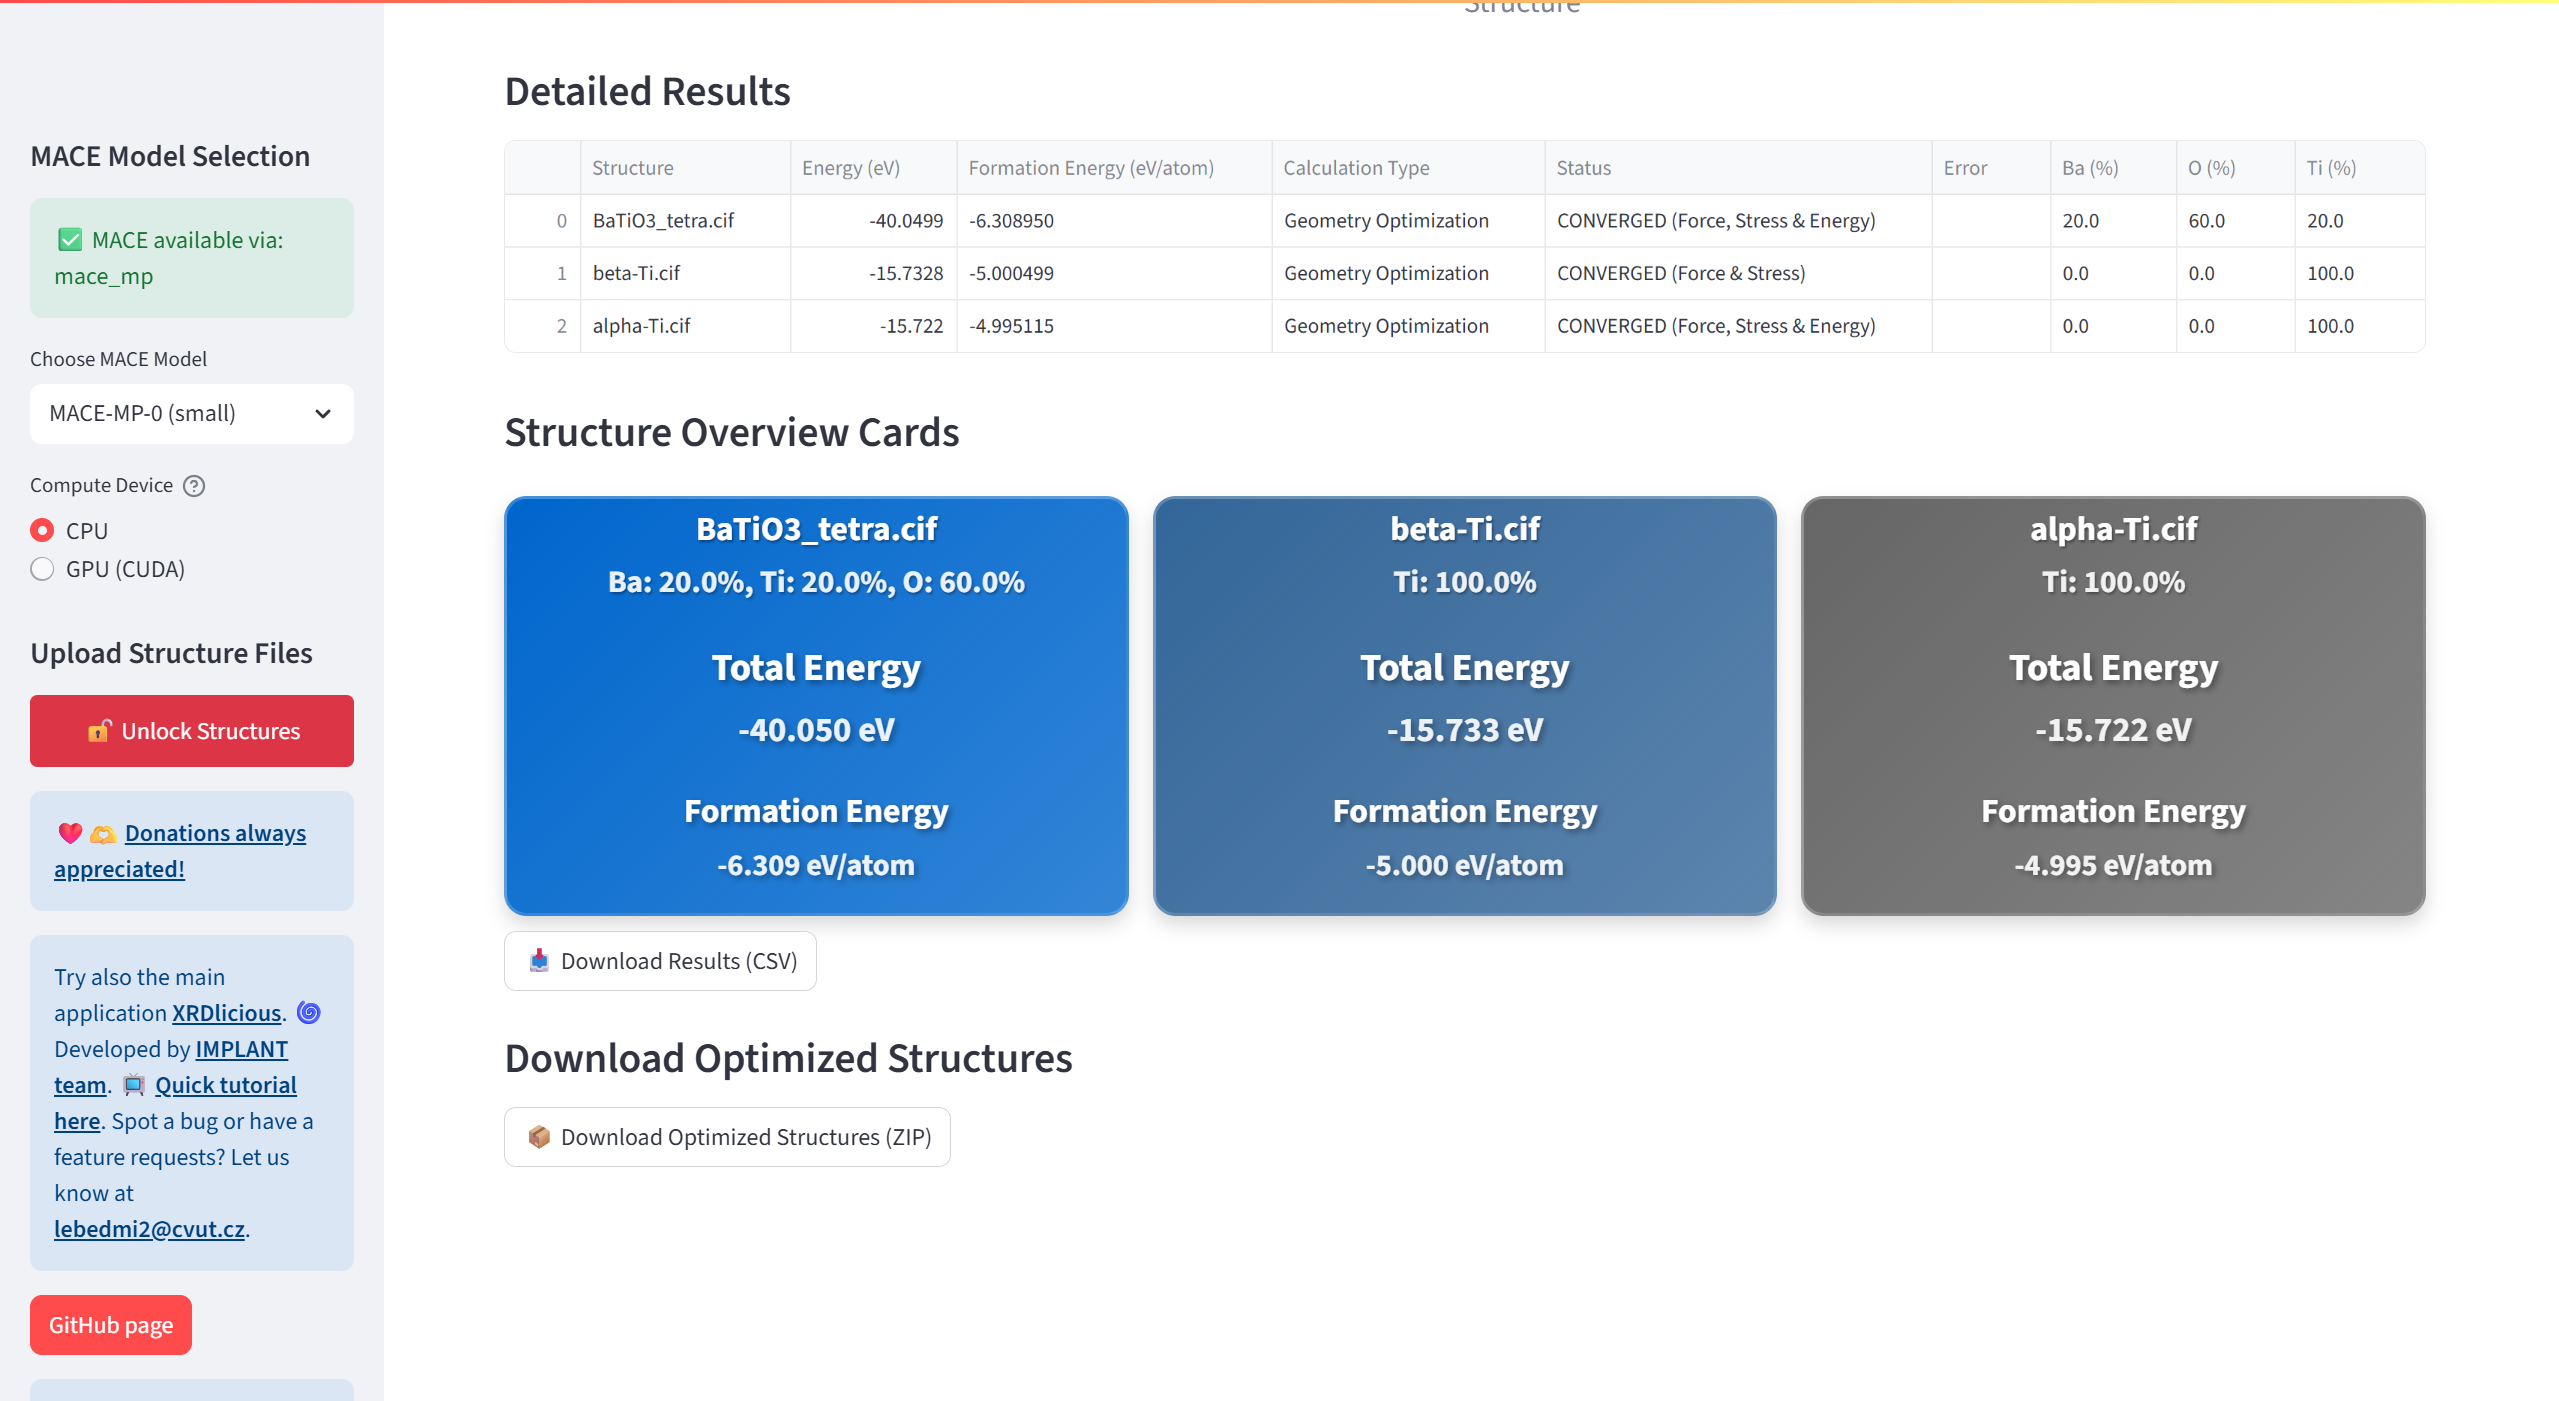 MACE Model Selection
✅ MACE available via:
mace_mp
Choose MACE Model
MACE-MP-0 (small)
Compute Device
CPU
GPU (CUDA)
Upload Structure Files
🔓 Unlock Structures
❤️🫶 Donations always
appreciated!
Try also the main
application XRDlicious. 🌀
Developed by IMPLANT
team. 📺 Quick tutorial
here. Spot a bug or have a
feature requests? Let us
know at
lebedmi2@cvut.cz.
GitHub page
Structure
Detailed Results
Structure Energy (eV) Formation Energy (eV/atom) Calculation Type Status Error Ba (%) O (%) Ti (%)
0 BaTiO3_tetra.cif -40.0499 -6.308950 Geometry Optimization CONVERGED (Force, Stress & Energy) 20.0 60.0 20.0
1 beta-Ti.cif -15.7328 -5.000499 Geometry Optimization CONVERGED (Force & Stress) 0.0 0.0 100.0
2 alpha-Ti.cif -15.722 -4.995115 Geometry Optimization CONVERGED (Force, Stress & Energy) 0.0 0.0 100.0
Structure Overview Cards
BaTiO3_tetra.cif
Ba: 20.0%, Ti: 20.0%, O: 60.0%
Total Energy
-40.050 eV
Formation Energy
-6.309 eV/atom
beta-Ti.cif
Ti: 100.0%
Total Energy
-15.733 eV
Formation Energy
-5.000 eV/atom
alpha-Ti.cif
Ti: 100.0%
Total Energy
-15.722 eV
Formation Energy
-4.995 eV/atom
📥 Download Results (CSV)
Download Optimized Structures
📦 Download Optimized Structures (ZIP)